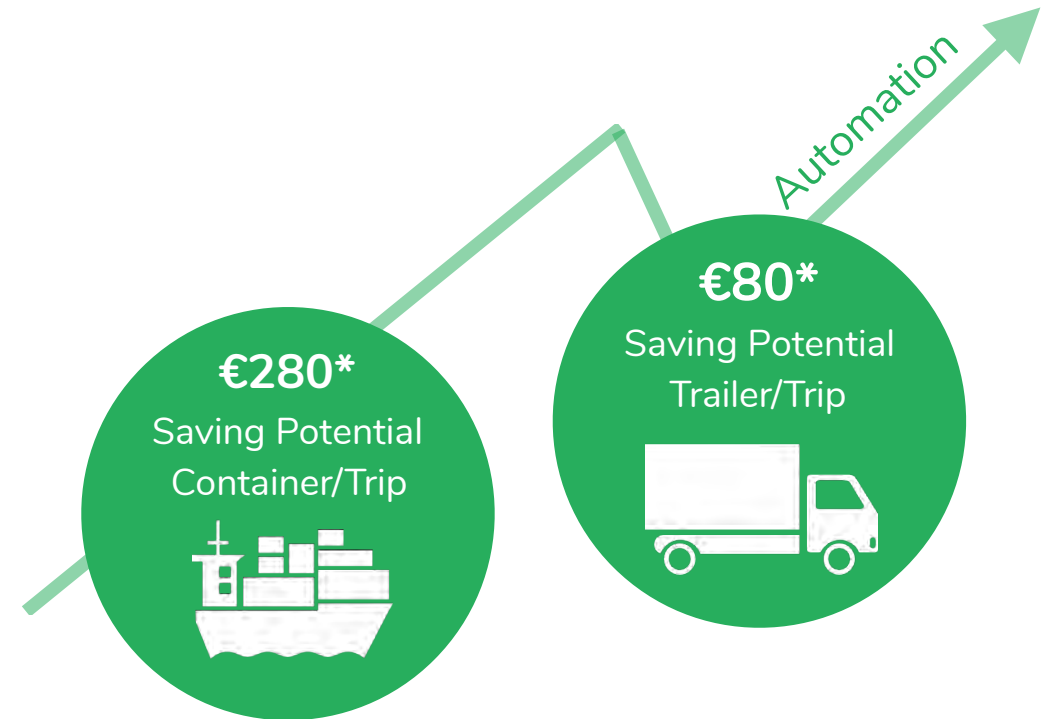 €280*
Saving Potential
Container/Trip
€80*
Saving Potential
Trailer/Trip
Automation